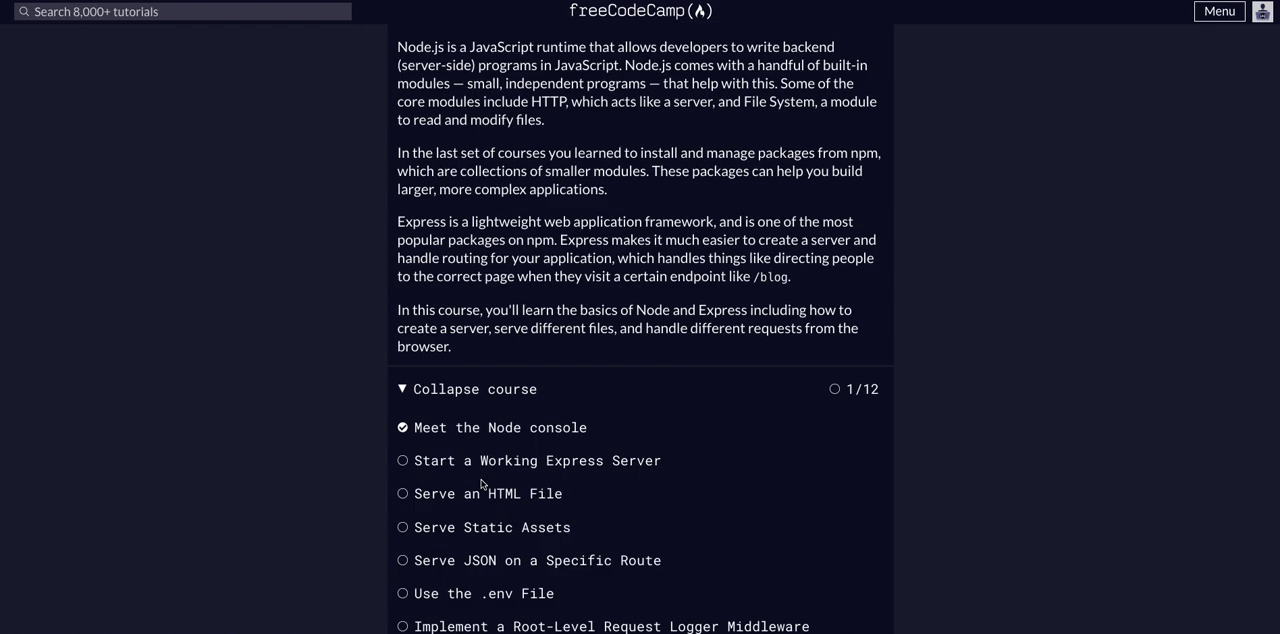 Search 8,000+ tutorials
freeCodeCamp
Menu
Node.js is a JavaScript runtime that allows developers to write backend
(server-side) programs in JavaScript. Node.js comes with a handful of built-in
modules — small, independent programs — that help with this. Some of the
core modules include HTTP, which acts like a server, and File System, a module
to read and modify files.
In the last set of courses you learned to install and manage packages from npm,
which are collections of smaller modules. These packages can help you build
larger, more complex applications.
Express is a lightweight web application framework, and is one of the most
popular packages on npm. Express makes it much easier to create a server and
handle routing for your application, which handles things like directing people
to the correct page when they visit a certain endpoint like /blog.
In this course, you'll learn the basics of Node and Express including how to
create a server, serve different files, and handle different requests from the
browser.
Collapse course 1/12
Meet the Node console
Start a Working Express Server
Serve an HTML File
Serve Static Assets
Serve JSON on a Specific Route
Use the .env File
Implement a Root-Level Request Logger Middleware